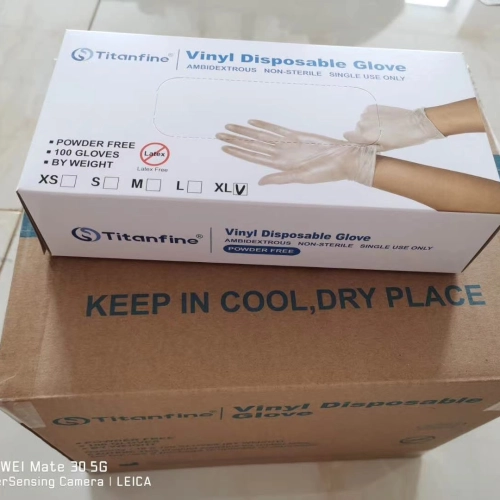 Titanfine® Vinyl Disposable Glove
AMBIDEXTROUS NON-STERILE SINGLE USE ONLY
POWDER FREE
100 GLOVES
BY WEIGHT
Latex
Latex Free
XS S M L XL
Titanfine® Vinyl Disposable Glove
AMBIDEXTROUS NON-STERILE SINGLE USE ONLY
POWDER FREE
KEEP IN COOL,DRY PLACE
Titanfine® Vinyl Disposable
Glove
POWDER FREE
WEI Mate 30 5G
erSensing Camera | LEICA